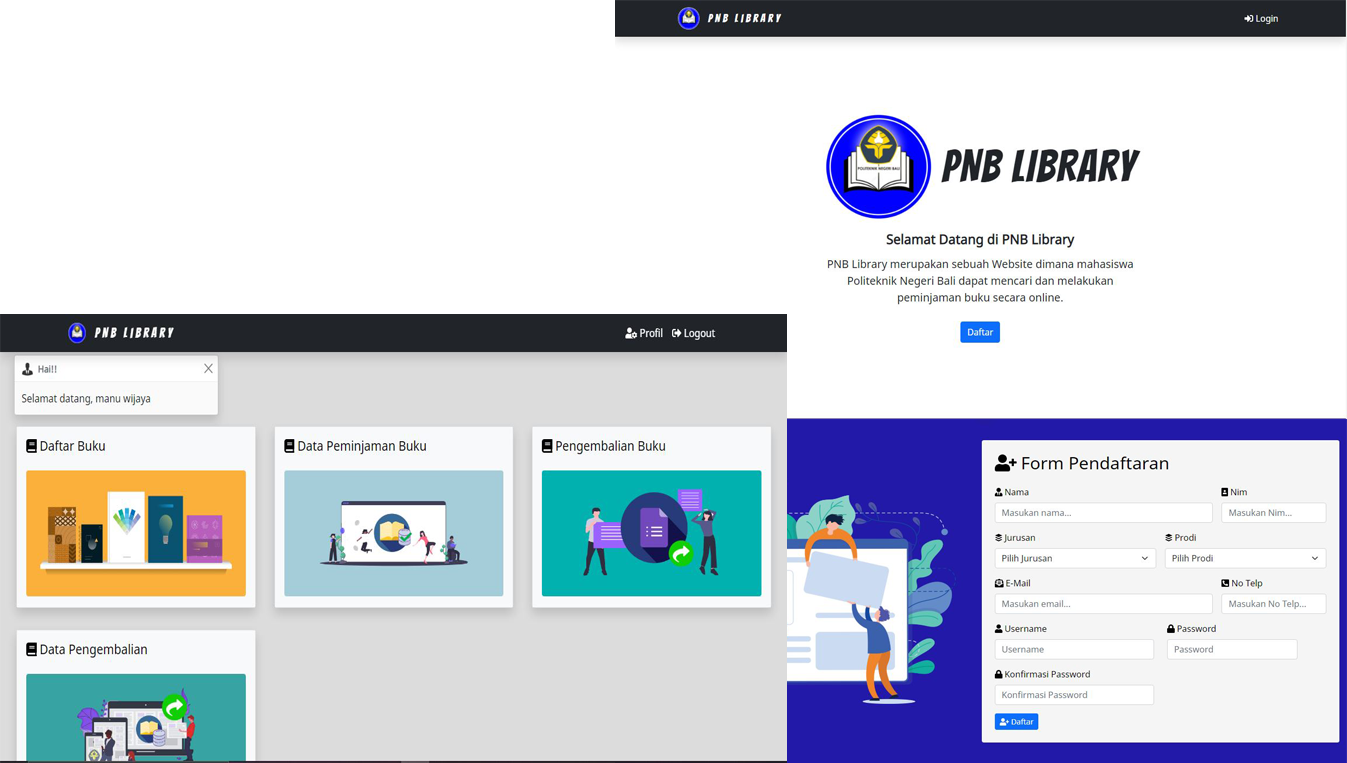 PNB LIBRARY
Login
POLITEKNIK NEGERI BALI
PNB LIBRARY
Selamat Datang di PNB Library
PNB Library merupakan sebuah Website dimana mahasiswa
Politeknik Negeri Bali dapat mencari dan melakukan
peminjaman buku secara online.
Daftar
PNB LIBRARY
Profil
Logout
Hai!!
Selamat datang, manu wijaya
Daftar Buku
Data Peminjaman Buku
Pengembalian Buku
Data Pengembalian
Form Pendaftaran
Nama
Nim
Masukan nama...
Masukan Nim...
Jurusan
Prodi
Pilih Jurusan
Pilih Prodi
E-Mail
No Telp
Masukan email...
Masukan No Telp...
Username
Password
Username
Password
Konfirmasi Password
Konfirmasi Password
Daftar